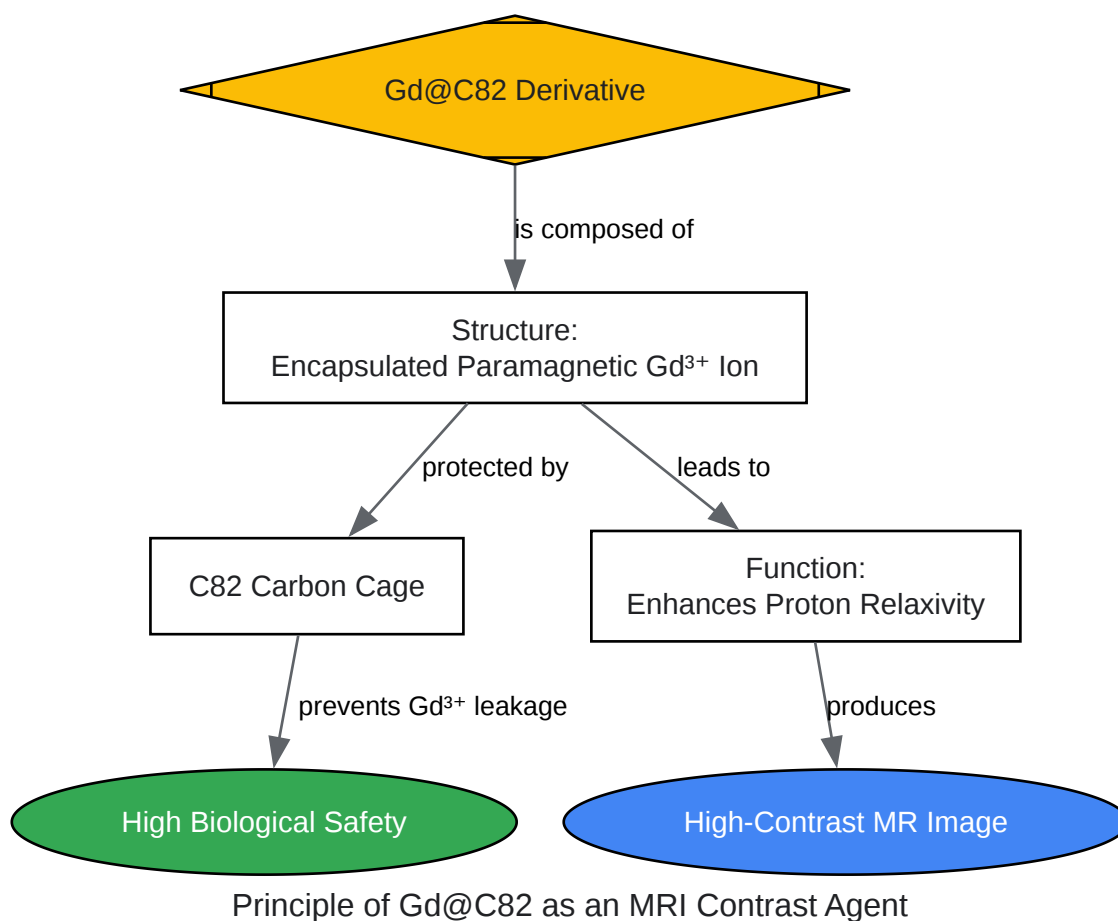 Gd@C82 Derivative
is composed of
Structure:
Encapsulated Paramagnetic Gd³⁺ Ion
protected by
leads to
C82 Carbon Cage
Function:
Enhances Proton Relaxivity
prevents Gd³⁺ leakage
produces
High Biological Safety
High-Contrast MR Image
Principle of Gd@C82 as an MRI Contrast Agent